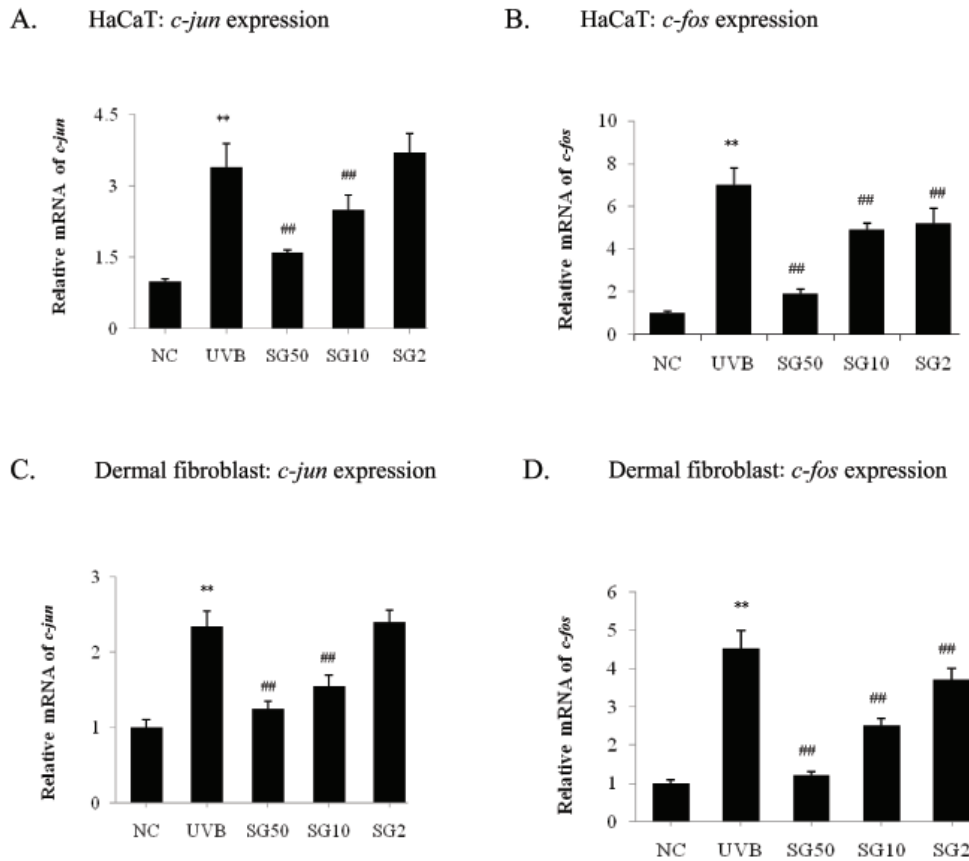 A. HaCaT: c-jun expression
Relative mRNA of c-jun
4.5
3
1.5
0
** ## ##
NC UVB SG50 SG10 SG2
B. HaCaT: c-fos expression
Relative mRNA of c-fos
10
8
6
4
2
0
** ## ## ##
NC UVB SG50 SG10 SG2
C. Dermal fibroblast: c-jun expression
Relative mRNA of c-jun
3
2
1
0
** ## ##
NC UVB SG50 SG10 SG2
D. Dermal fibroblast: c-fos expression
Relative mRNA of c-fos
6
5
4
3
2
1
0
** ## ## ##
NC UVB SG50 SG10 SG2